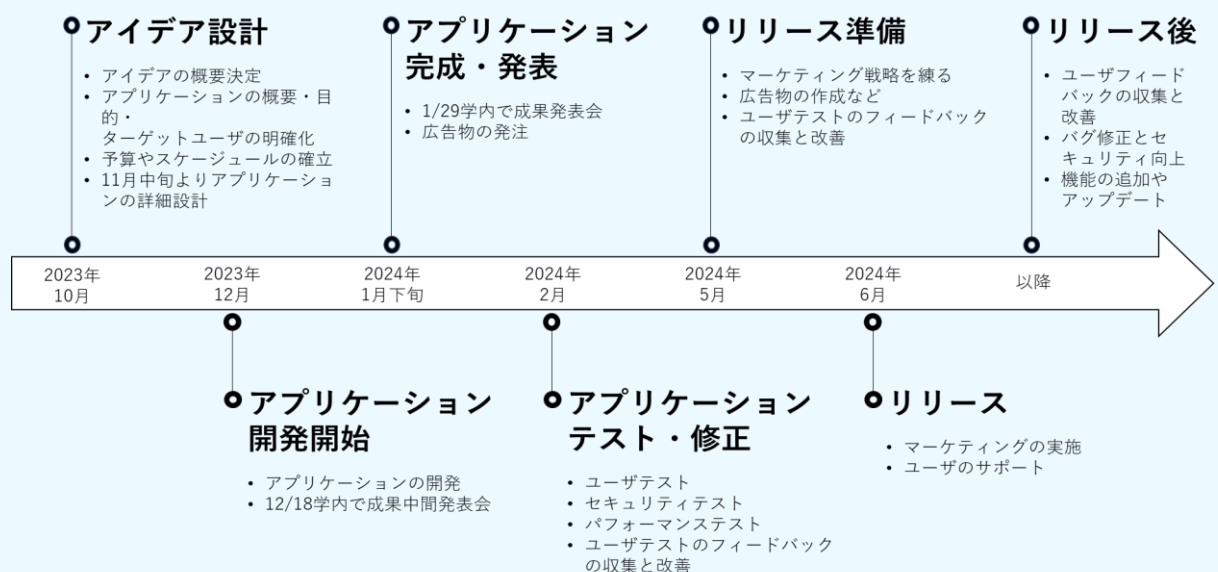 アイデア設計
• アイデアの概要決定
• アプリケーションの概要・目
的・
ターゲットユーザの明確化
• 予算やスケージュールの確立
• 11月中旬よりアプリケーショ
ンの詳細設計
アプリケーション
完成・発表
• 1/29学内で成果発表会
• 広告物の発注
リリース準備
• マーケティング戦略を練る
• 広告物の作成など
• ユーザテストのフィードバック
の収集と改善
リリース後
• ユーザフィード
バックの収集と
改善
• バグ修正とセ
キュリティ向上
• 機能の追加や
アップデート
2023年
10月
2023年
12月
2024年
1月下旬
2024年
2月
2024年
5月
2024年
6月
以降
アプリケーション
開発開始
• アプリケーションの開発
• 12/18学内で成果中間発表会
アプリケーション
テスト・修正
• ユーザテスト
• セキュリティテスト
• パフォーマンステスト
• ユーザテストのフィードバック
の収集と改善
リリース
• マーケティングの実施
• ユーザのサポート